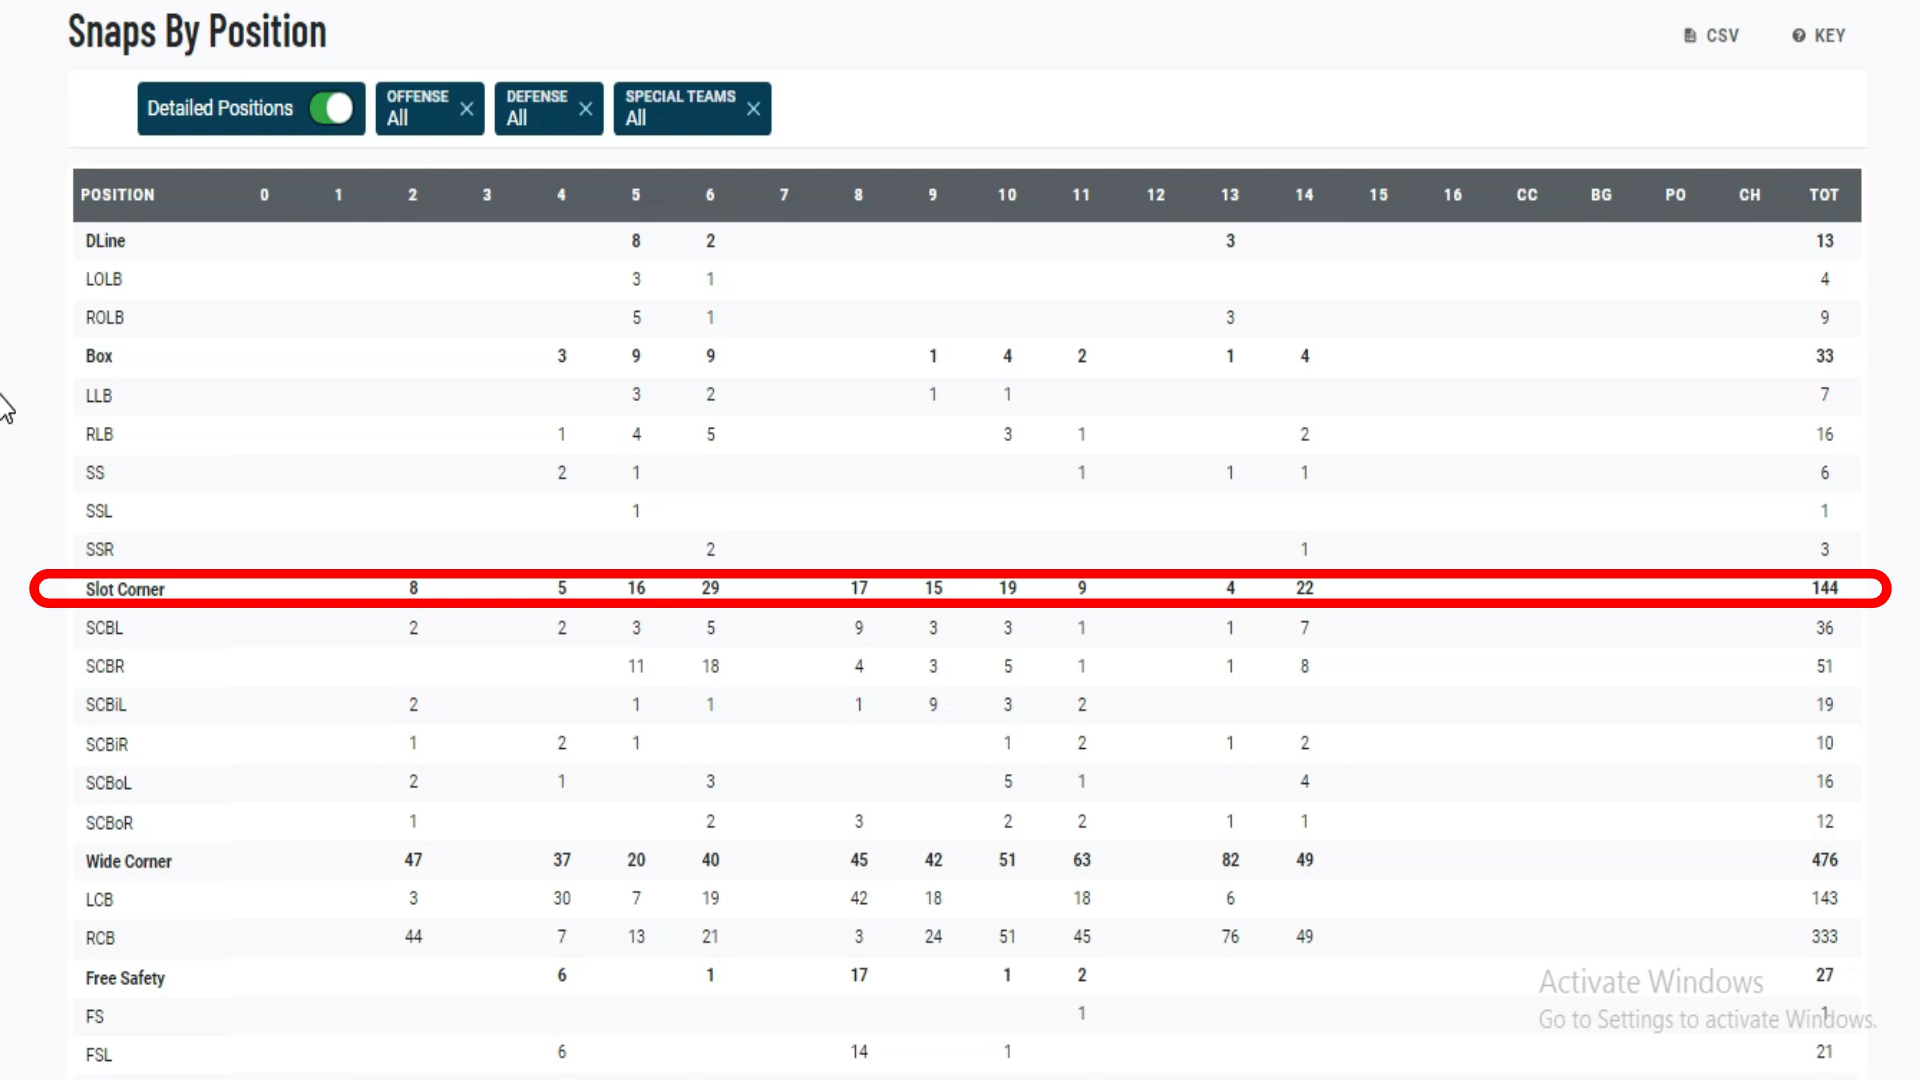 Snaps By Position
CSV KEY
Detailed Positions OFFENSE All DEFENSE All SPECIAL TEAMS All
POSITION 0 1 2 3 4 5 6 7 8 9 10 11 12 13 14 15 16 CC BG PO CH TOT
DLine 8 2 3 13
LOLB 3 1 4
ROLB 5 1 3 9
Box 3 9 9 1 4 2 1 4 33
LLB 3 2 1 1 7
RLB 1 4 5 3 1 2 16
SS 2 1 1 1 1 6
SSL 1 1
SSR 2 1 3
Slot Corner 8 5 16 29 17 15 19 9 4 22 144
SCBL 2 2 3 5 9 3 3 1 1 7 36
SCBR 11 18 4 3 5 1 1 8 51
SCBiL 2 1 1 1 9 3 2 19
SCBiR 1 2 1 1 2 1 2 10
SCBoL 2 1 3 5 1 4 16
SCBoR 1 2 3 2 2 1 1 12
Wide Corner 47 37 20 40 45 42 51 63 82 49 476
LCB 3 30 7 19 42 18 18 6 143
RCB 44 7 13 21 3 24 51 45 76 49 333
Free Safety 6 1 17 1 2 27
FS 1 1
FSL 6 14 1 21
Activate Windows
Go to Settings to activate Windows.